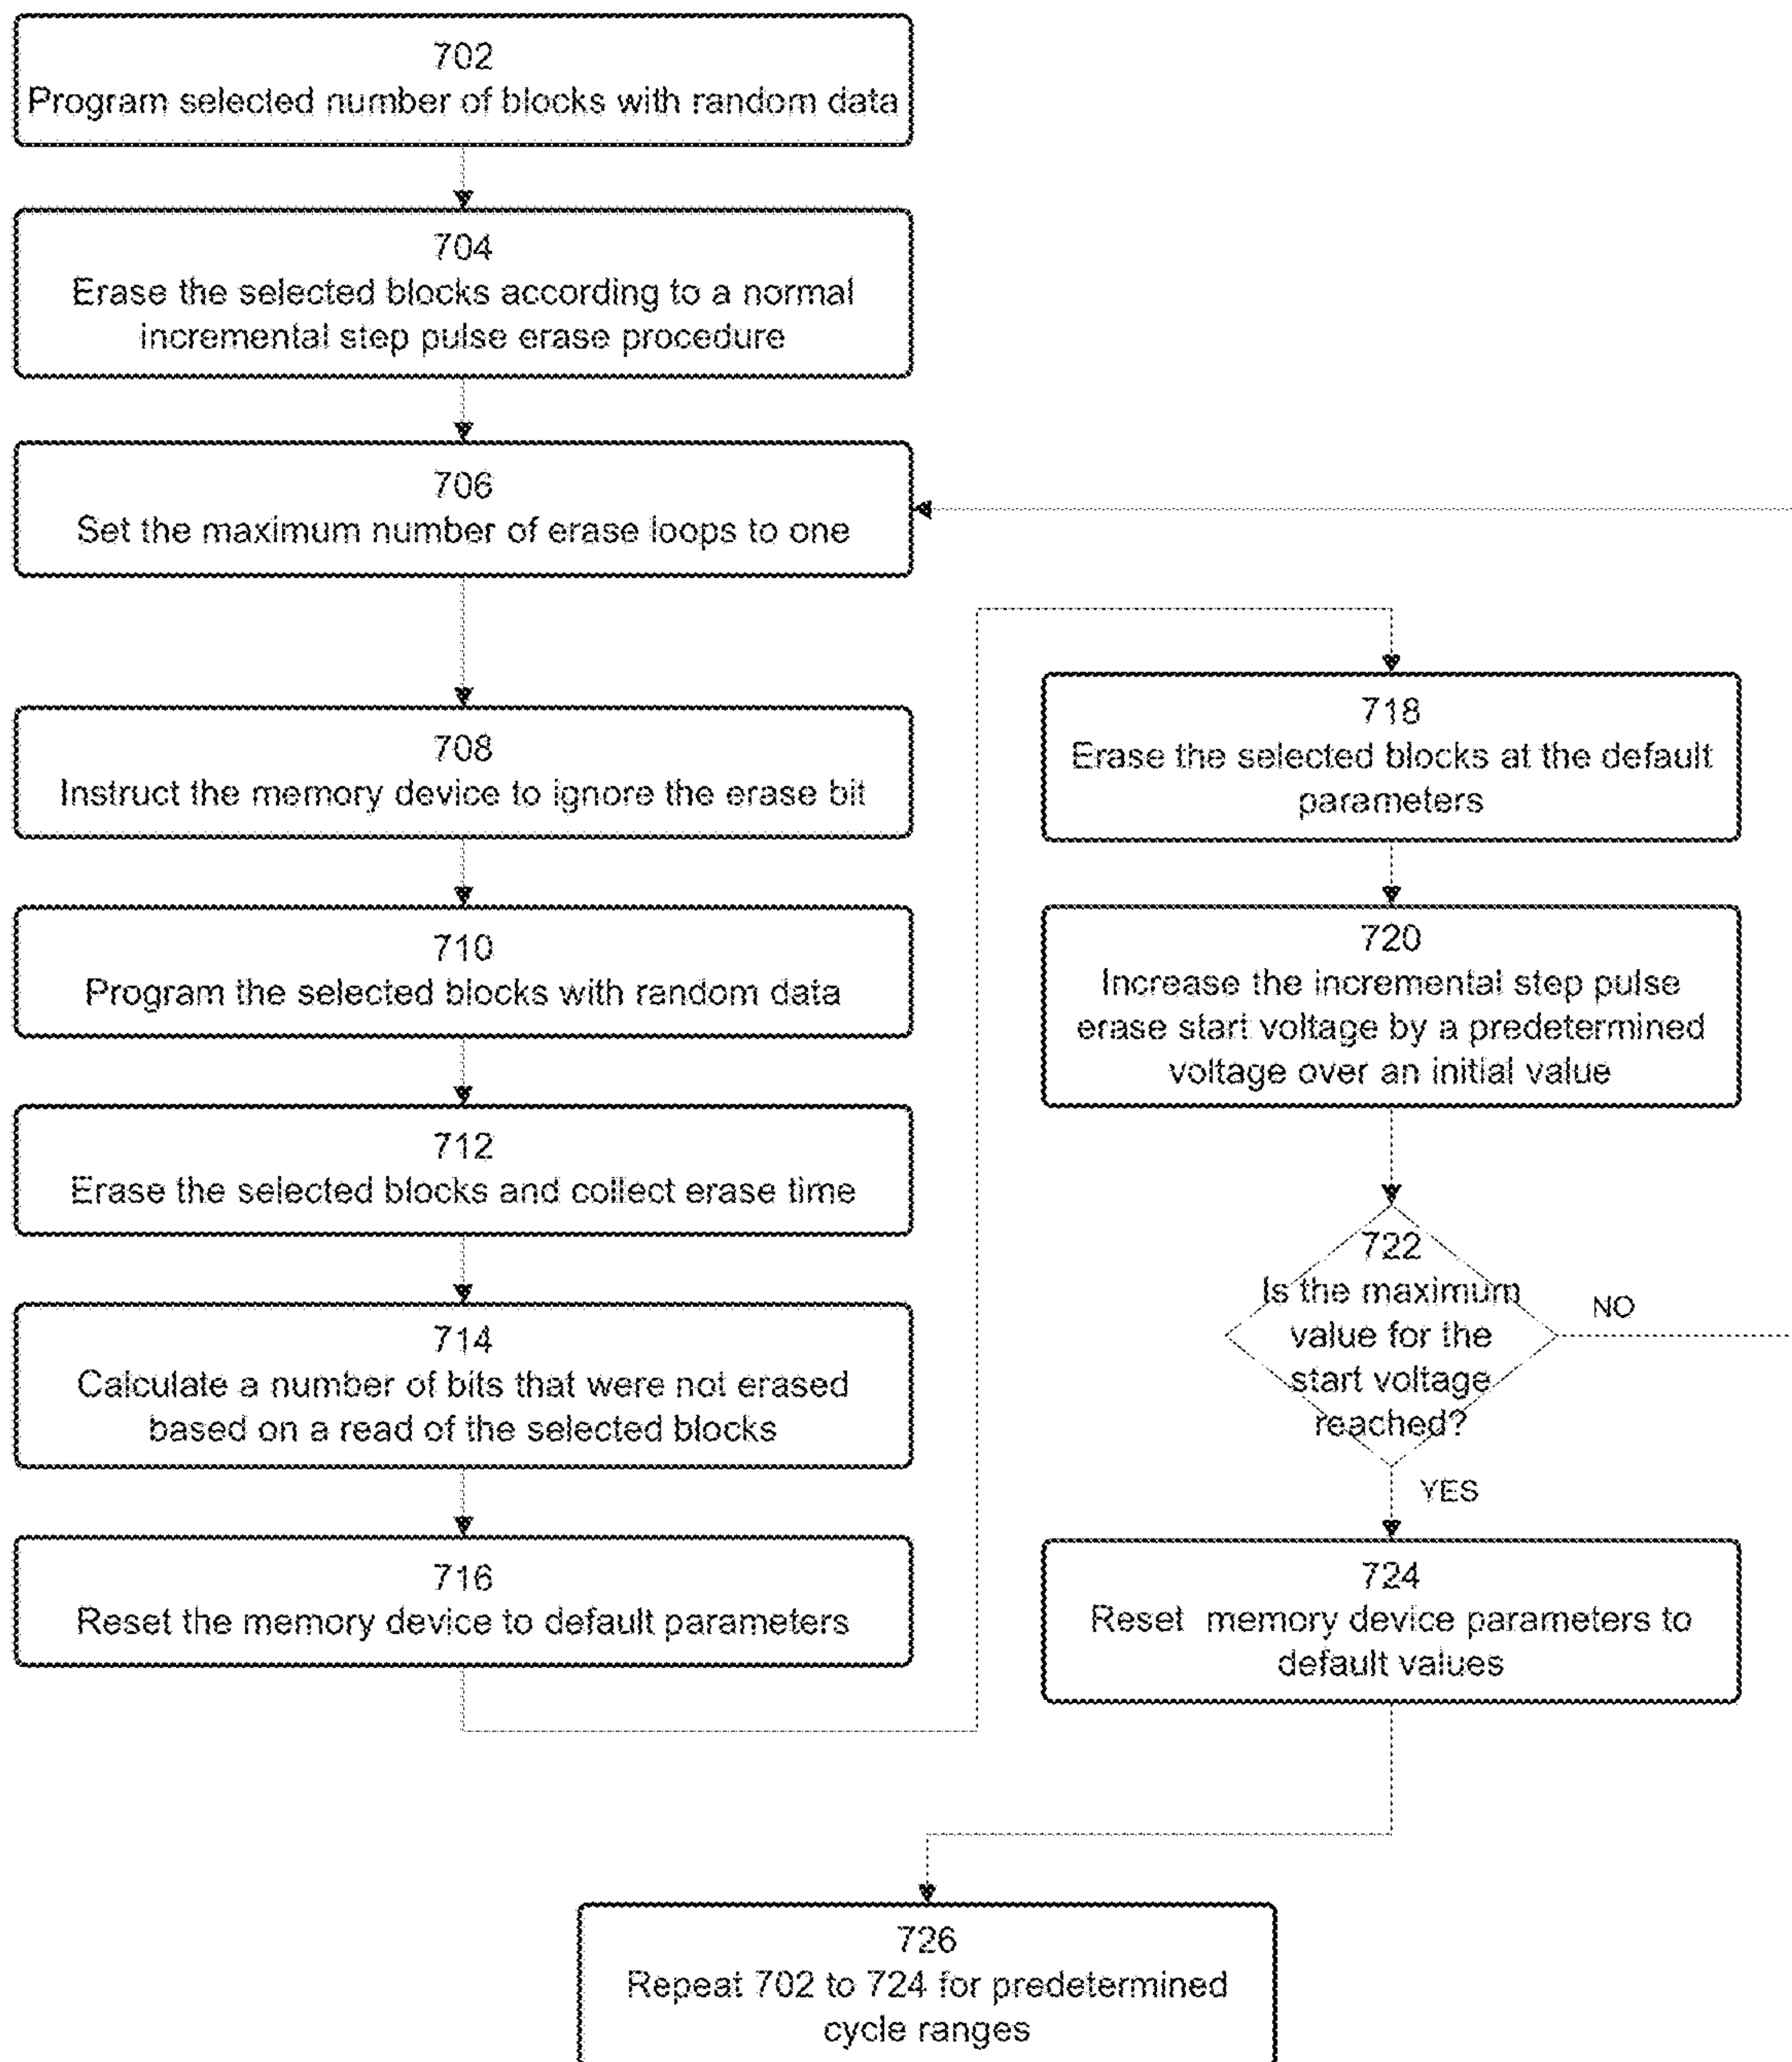 702
Program selected number of blocks with random data
704
Erase the selected blocks according to a normal
incremental step pulse erase procedure
706
Set the maximum number of erase loops to one
708
Instruct the memory device to ignore the erase bit
710
Program the selected blocks with random data
712
Erase the selected blocks and collect erase time
714
Calculate a number of bits that were not erased
based on a read of the selected blocks
716
Reset the memory device to default parameters
718
Erase the selected blocks at the default
parameters
720
Increase the incremental step pulse
erase start voltage by a predetermined
voltage over an initial value
722
Is the maximum
value for the
start voltage
reached?
NO
YES
724
Reset memory device parameters to
default values
726
Repeat 702 to 724 for predetermined
cycle ranges